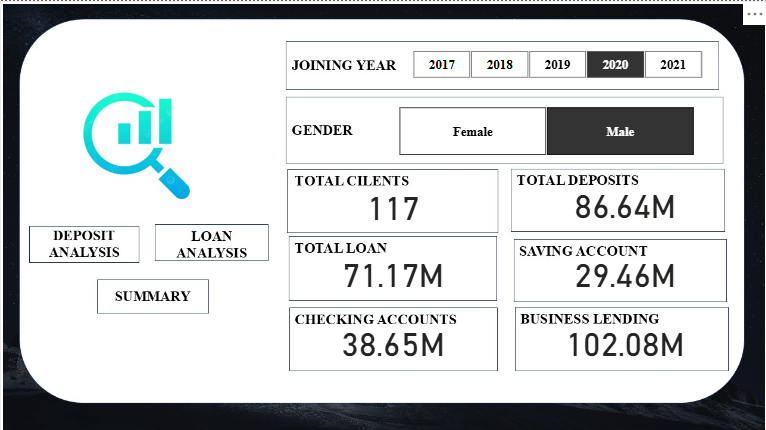 JOINING YEAR 2017 2018 2019 2020 2021
GENDER Female Male
TOTAL CILENTS
117
TOTAL DEPOSITS
86.64M
DEPOSIT ANALYSIS
LOAN ANALYSIS
TOTAL LOAN
71.17M
SAVING ACCOUNT
29.46M
SUMMARY
CHECKING ACCOUNTS
38.65M
BUSINESS LENDING
102.08M